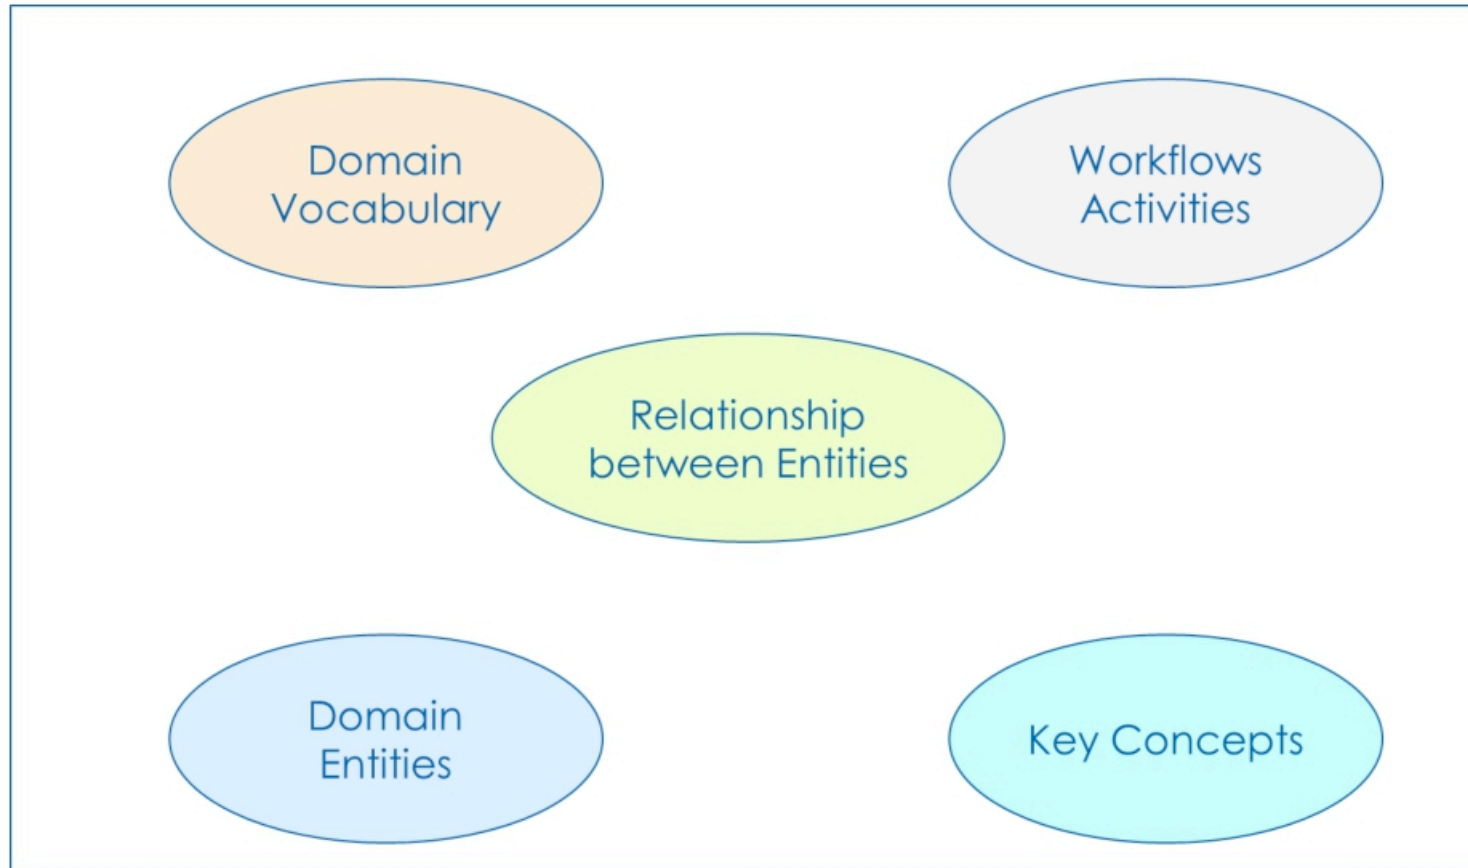 Domain
Vocabulary
Workflows
Activities
Relationship
between Entities
Domain
Entities
Key Concepts